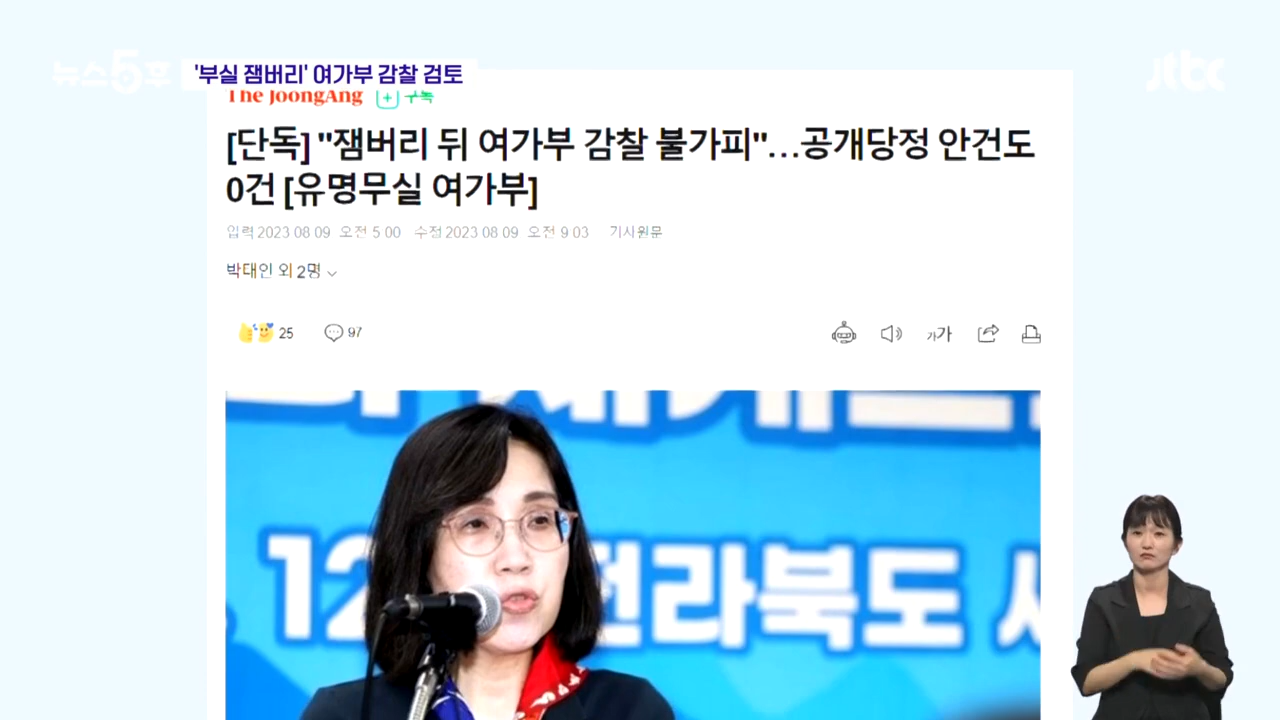 뉴스5후
'부실 잼버리' 여가부 감찰 검토
jtbc
The JoongAng + 구독
[단독] "잼버리 뒤 여가부 감찰 불가피"…공개당정 안건도
0건 [유명무실 여가부]
입력 2023 08 09 오전 5 00 수정 2023 08 09 오전 9 03 기사원문
박태인 외 2명
25 97 가가
12 전라북도